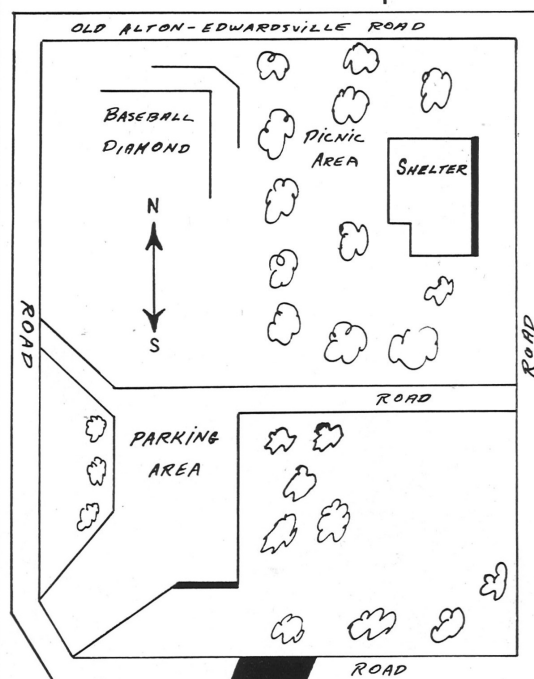 OLD ALTON-EDWARDSVILLE ROAD
BASEBALL
DIAMOND
PICNIC
AREA
SHELTER
N
S
ROAD
ROAD
ROAD
PARKING
AREA
ROAD